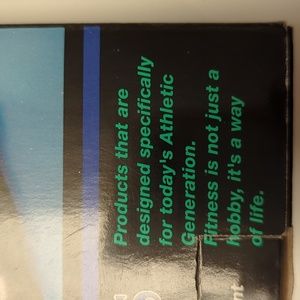 Products that are
designed specifically
for today's Athletic
Generation.
Fitness is not just a
hobby, it's a way
of life.